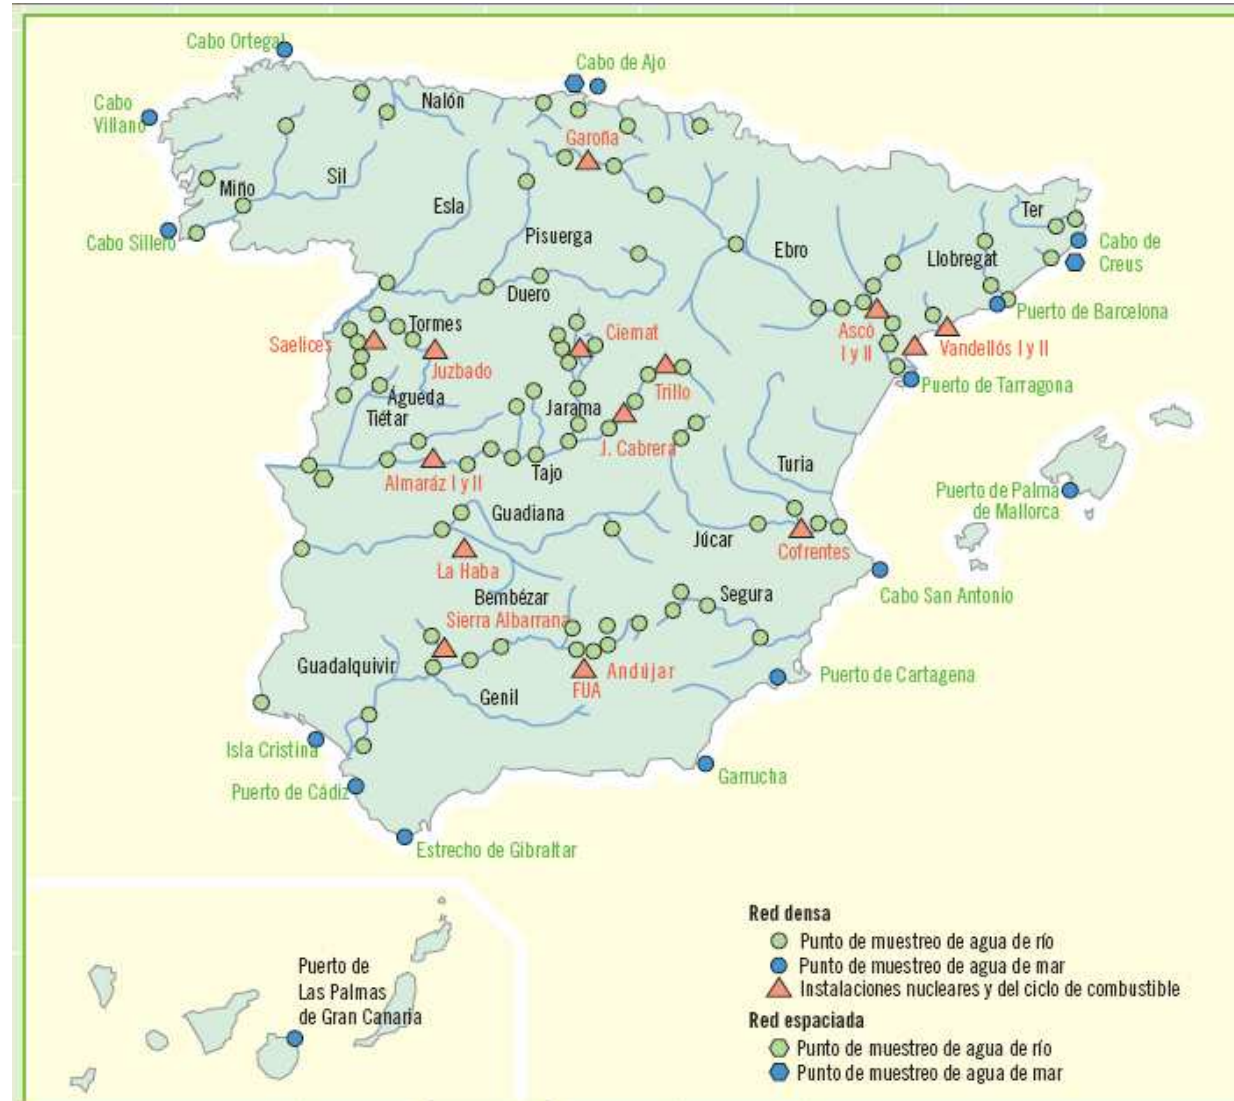 Cabo Ortegal
Cabo de Ajo
Cabo
Villano
Nalón
Garoña
Miño
Sil
Esla
Ter
Cabo Sillero
Pisuerga
Ebro
Llobregat
Cabo de
Creus
Duero
Puerto de Barcelona
Saelices
Tormes
Juzbado
Ciemat
Ascó
I y II
Vandellós I y II
Trillo
Puerto de Tarragona
Águeda
Tiétar
Jarama
J. Cabrera
Almaráz I y II
Tajo
Turia
Puerto de Palma
de Mallorca
Guadiana
Júcar
Cofrentes
La Haba
Bembézar
Segura
Cabo San Antonio
Sierra Albarrana
Guadalquivir
Andújar
FUA
Genil
Puerto de Cartagena
Isla Cristina
Garrucha
Puerto de Cádiz
Estrecho de Gibraltar
Puerto de
Las Palmas
de Gran Canaria
Red densa
Punto de muestreo de agua de río
Punto de muestreo de agua de mar
Instalaciones nucleares y del ciclo de combustible
Red espaciada
Punto de muestreo de agua de río
Punto de muestreo de agua de mar